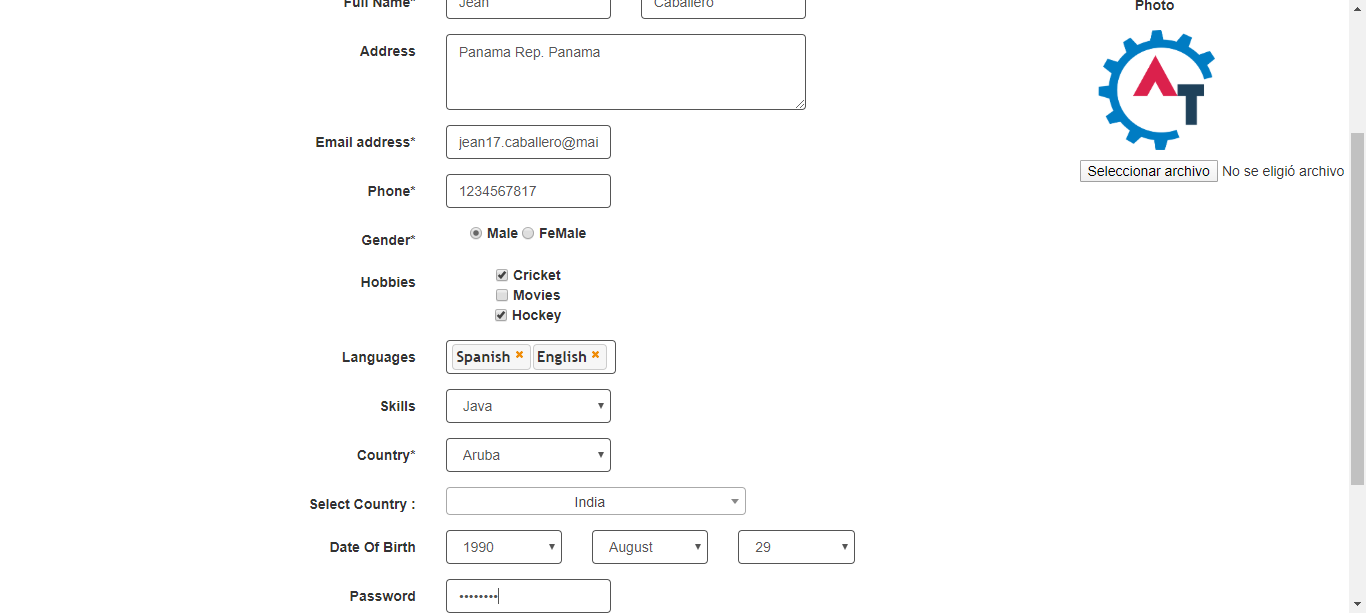 Full Name* Jean Caballero
Photo
Address Panama Rep. Panama
AT
Email address* jean17.caballero@mai
Seleccionar archivo No se eligió archivo
Phone* 1234567817
Gender* Male FeMale
Hobbies Cricket
Movies
Hockey
Languages Spanish English
Skills Java
Country* Aruba
Select Country : India
Date Of Birth 1990 August 29
Password ••••••••